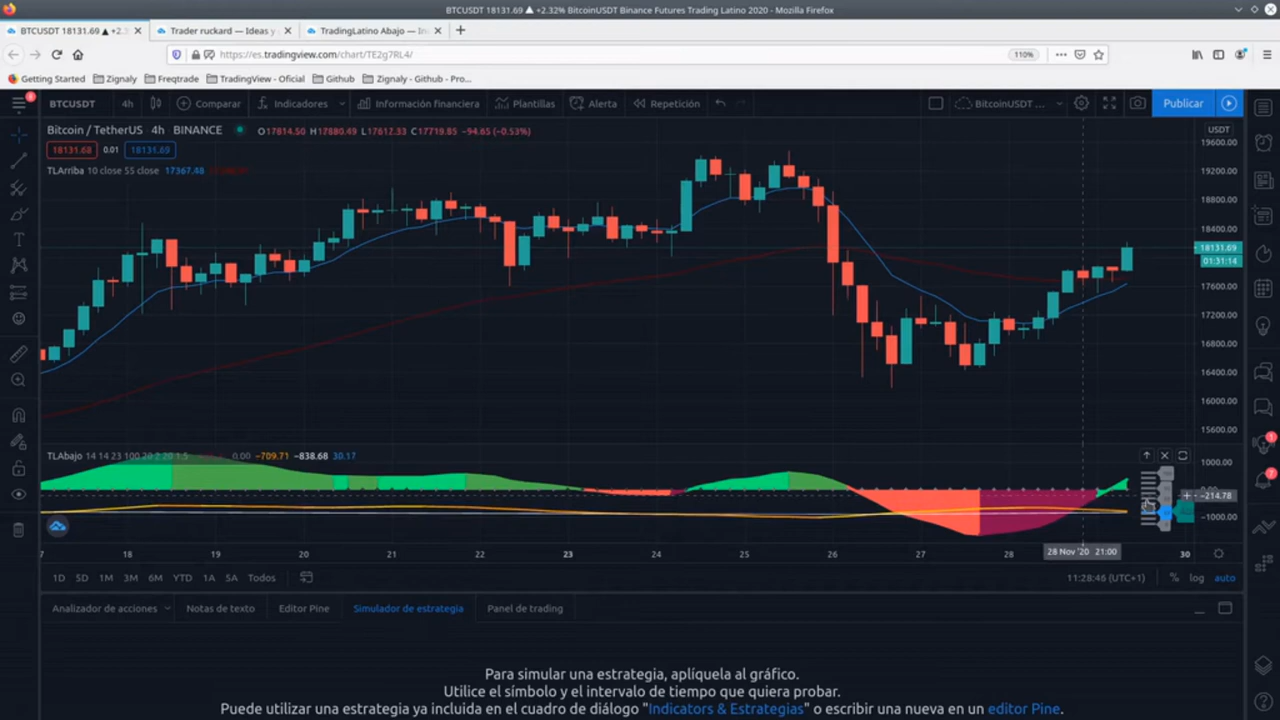 BTCUSDT 18131.69 ▲ +2.32% BitcoinUSDT Binance Futures Trading Latino 2020 - Mozilla Firefox
BTCUSDT 18131.69 ▲ +2.3 Trader ruckard — Ideas y TradingLatino Abajo — In
https://es.tradingview.com/chart/TE2g7RL4/ 110%
Getting Started Zignaly Freqtrade TradingView - Oficial Github Zignaly - Github - Pro...
BTCUSDT 4h Comparar Indicadores Información financiera Plantillas Alerta Repetición BitcoinUSDT ... Publicar
Bitcoin / TetherUS 4h BINANCE O17814.50 H17880.49 L17612.33 C17719.85 −94.65 (−0.53%)
18131.68 0.01 18131.69
TLArriba 10 close 55 close 17367.48
USDT
19600.00
19200.00
18800.00
18400.00
18131.69
01:31:14
17600.00
17200.00
16800.00
16400.00
16000.00
15600.00
TLAbajo 14 14 23 100 20 2 20 1.5 0.00 −709.71 −838.68 30.17
1000.00
−214.78
−1000.00
7 18 19 20 21 22 23 24 25 26 27 28 28 Nov '20 21:00 30
1D 5D 1M 3M 6M YTD 1A 5A Todos 11:28:46 (UTC+1) % log auto
Analizador de acciones Notas de texto Editor Pine Simulador de estrategia Panel de trading
Para simular una estrategia, aplíquela al gráfico.
Utilice el símbolo y el intervalo de tiempo que quiera probar.
Puede utilizar una estrategia ya incluida en el cuadro de diálogo "Indicators & Estrategias" o escribir una nueva en un editor Pine.